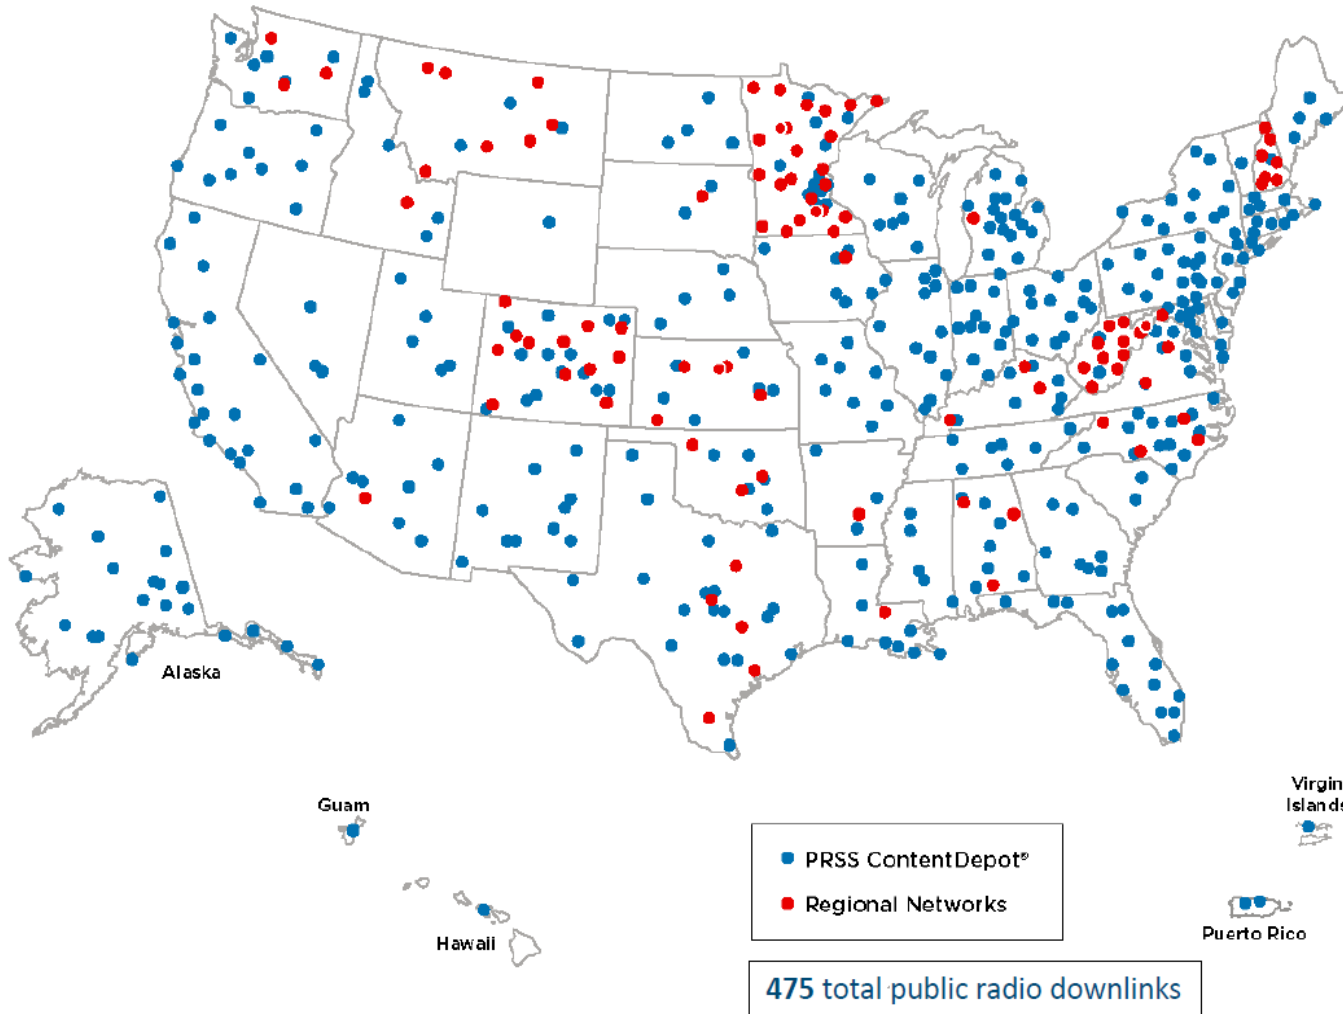 Alaska
Guam
Virgin
Islands
PRSS ContentDepot®
Regional Networks
Hawaii
Puerto Rico
475 total public radio downlinks